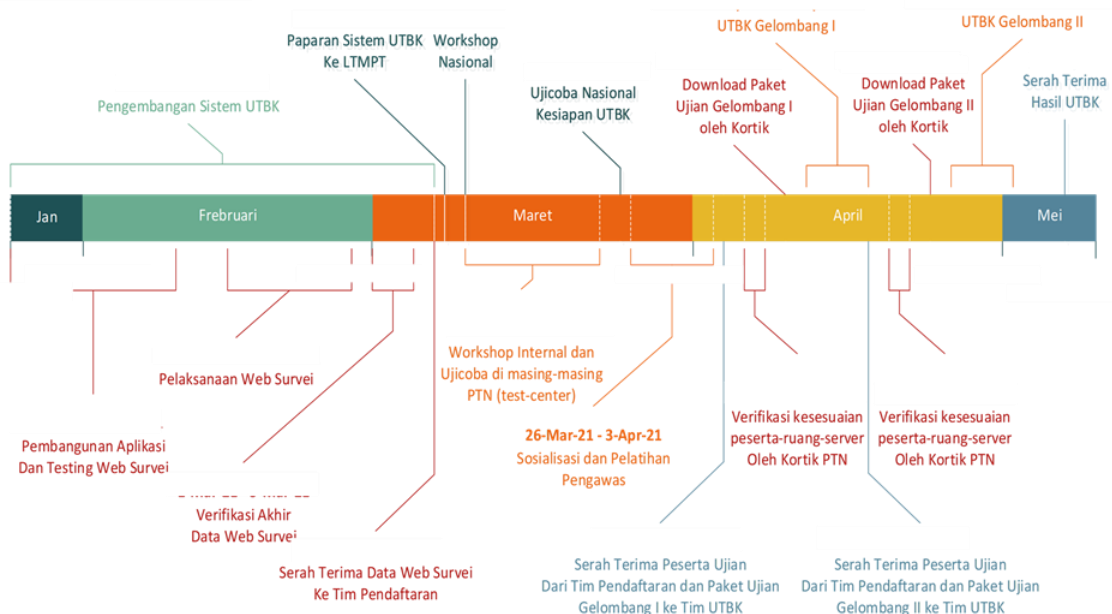 UTBK Gelombang I
UTBK Gelombang II
Paparan Sistem UTBK
Ke LTMPT
Workshop
Nasional
Download Paket
Ujian Gelombang I
oleh Kortik
Download Paket
Ujian Gelombang II
oleh Kortik
Serah Terima
Hasil UTBK
Pengembangan Sistem UTBK
Ujicoba Nasional
Kesiapan UTBK
Jan
Frebruari
Maret
April
Mei
Pelaksanaan Web Survei
Workshop Internal dan
Ujicoba di masing-masing
PTN (test-center)
Pembangunan Aplikasi
Dan Testing Web Survei
26-Mar-21 - 3-Apr-21
Sosialisasi dan Pelatihan
Pengawas
Verifikasi kesesuaian
peserta-ruang-server
Oleh Kortik PTN
Verifikasi kesesuaian
peserta-ruang-server
Oleh Kortik PTN
Verifikasi Akhir
Data Web Survei
Serah Terima Data Web Survei
Ke Tim Pendaftaran
Serah Terima Peserta Ujian
Dari Tim Pendaftaran dan Paket Ujian
Gelombang I ke Tim UTBK
Serah Terima Peserta Ujian
Dari Tim Pendaftaran dan Paket Ujian
Gelombang II ke Tim UTBK